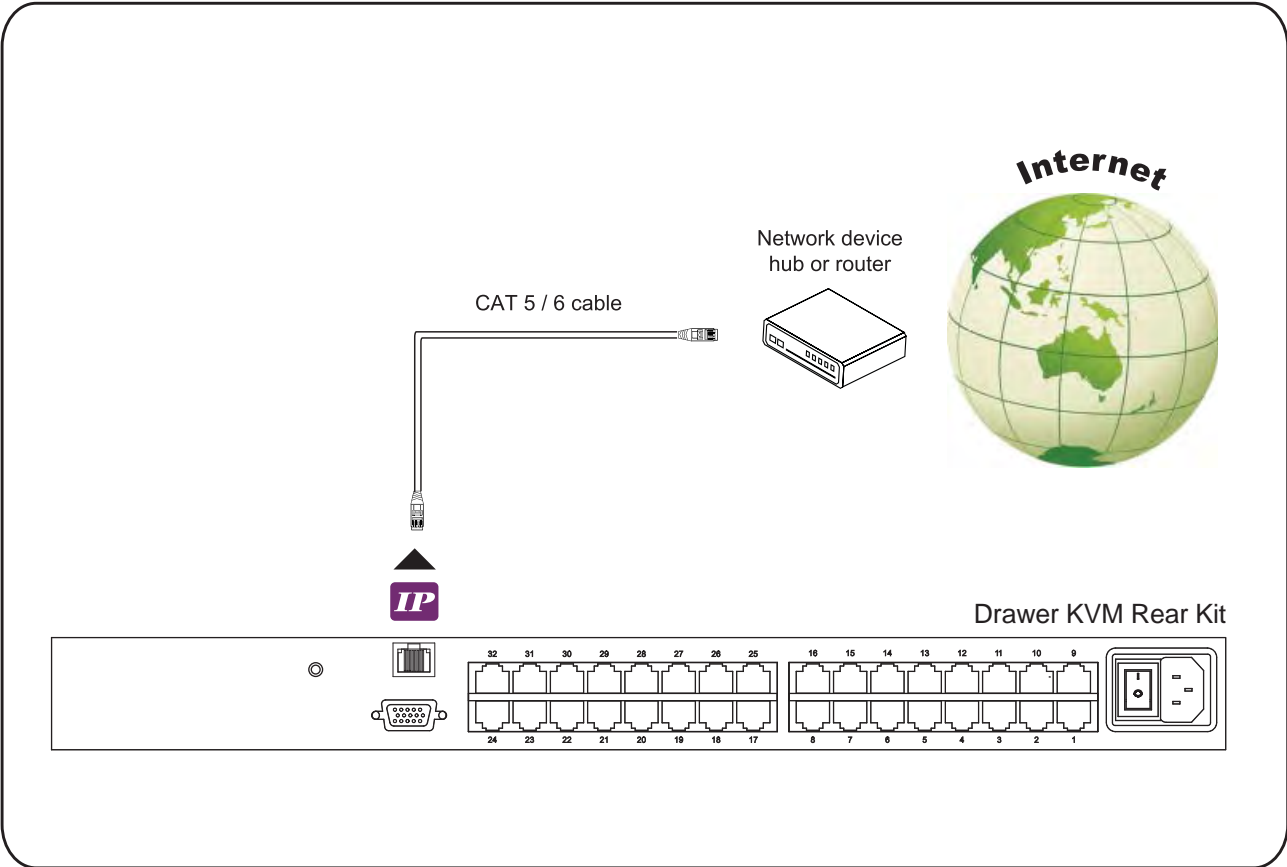 Internet
Network device
hub or router
CAT 5 / 6 cable
IP
Drawer KVM Rear Kit
32 31 30 29 28 27 26 25 16 15 14 13 12 11 10 9
24 23 22 21 20 19 18 17 8 7 6 5 4 3 2 1